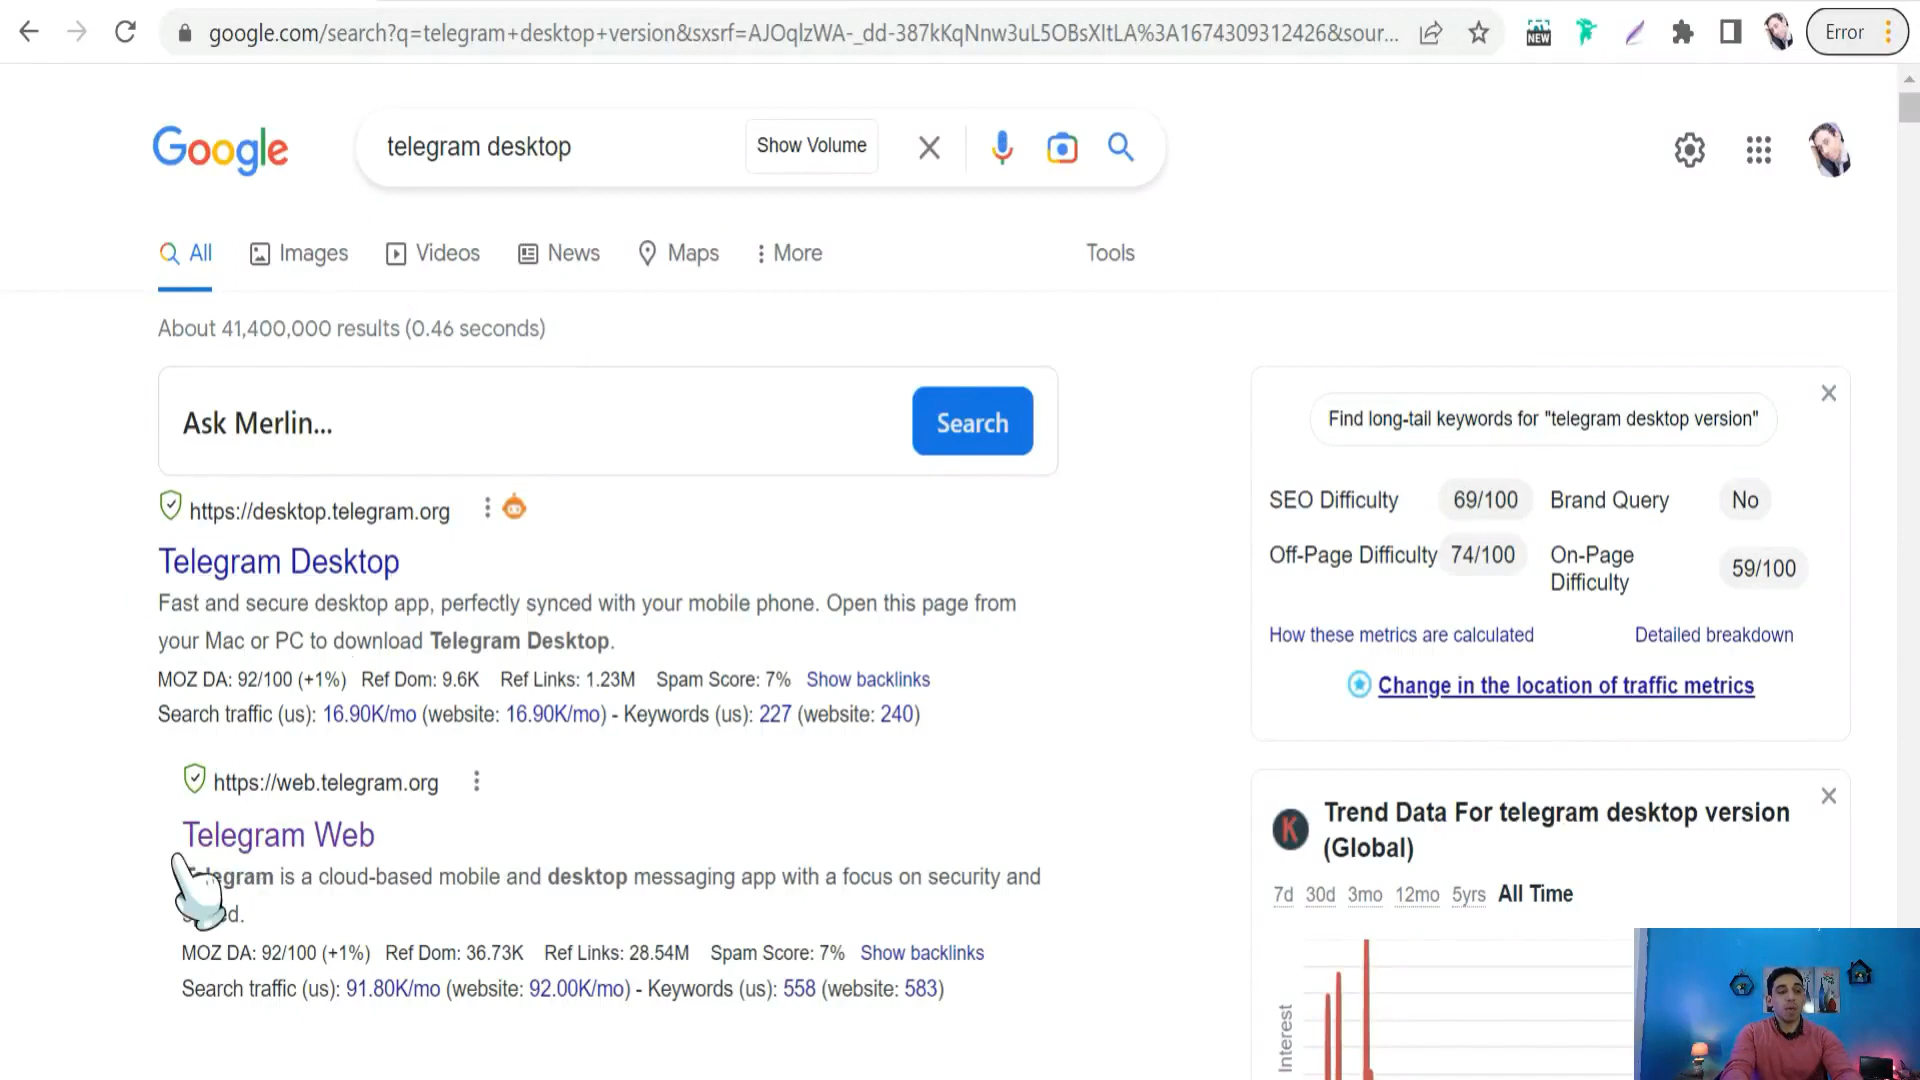 google.com/search?q=telegram+desktop+version&sxsrf=AJOqlzWA-_dd-387kKqNnw3uL5OBsXItLA%3A1674309312426&sour...
NEW
Error
Google
telegram desktop
Show Volume
All
Images
Videos
News
Maps
More
Tools
About 41,400,000 results (0.46 seconds)
Ask Merlin...
Search
https://desktop.telegram.org
Telegram Desktop
Fast and secure desktop app, perfectly synced with your mobile phone. Open this page from
your Mac or PC to download Telegram Desktop.
MOZ DA: 92/100 (+1%) Ref Dom: 9.6K Ref Links: 1.23M Spam Score: 7% Show backlinks
Search traffic (us): 16.90K/mo (website: 16.90K/mo) - Keywords (us): 227 (website: 240)
https://web.telegram.org
Telegram Web
Telegram is a cloud-based mobile and desktop messaging app with a focus on security and
MOZ DA: 92/100 (+1%) Ref Dom: 36.73K Ref Links: 28.54M Spam Score: 7% Show backlinks
Search traffic (us): 91.80K/mo (website: 92.00K/mo) - Keywords (us): 558 (website: 583)
Find long-tail keywords for "telegram desktop version"
SEO Difficulty 69/100 Brand Query No
Off-Page Difficulty 74/100 On-Page
Difficulty 59/100
How these metrics are calculated Detailed breakdown
Change in the location of traffic metrics
K
Trend Data For telegram desktop version
(Global)
7d 30d 3mo 12mo 5yrs All Time
Interest